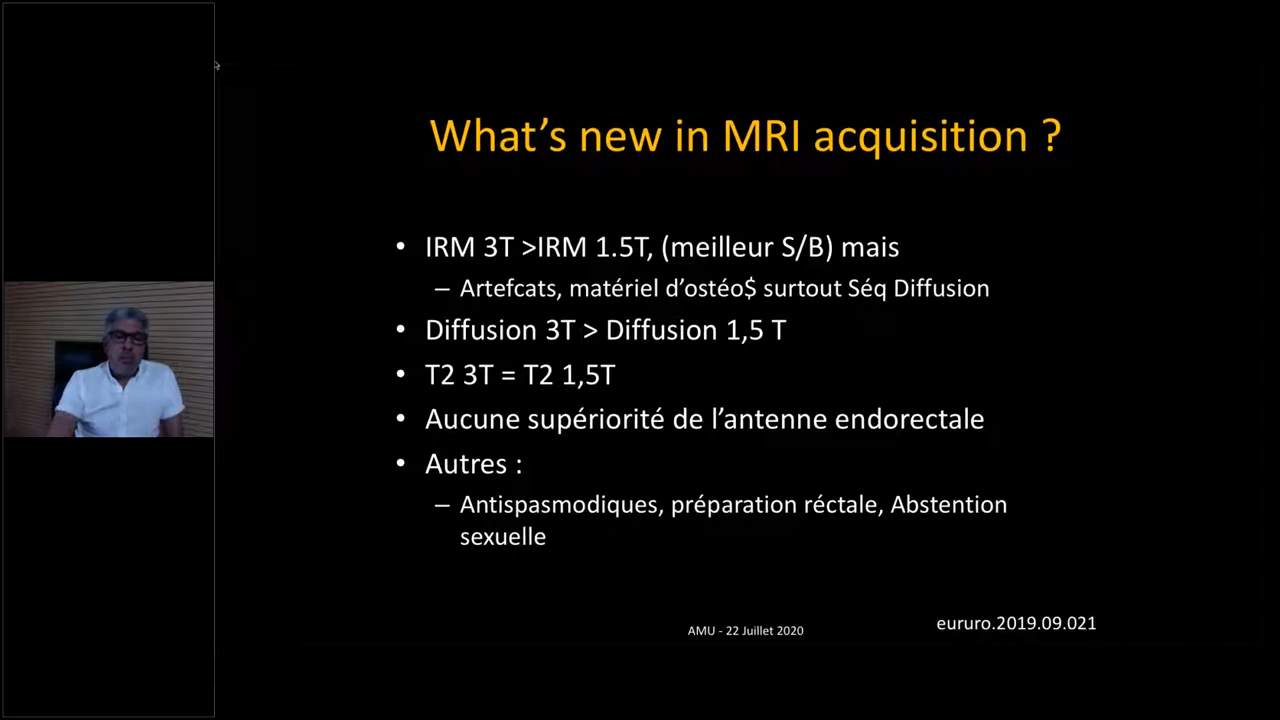 What's new in MRI acquisition ?
• IRM 3T >IRM 1.5T, (meilleur S/B) mais
– Artefcats, matériel d'ostéo$ surtout Séq Diffusion
• Diffusion 3T > Diffusion 1,5 T
• T2 3T = T2 1,5T
• Aucune supériorité de l'antenne endorectale
• Autres :
– Antispasmodiques, préparation réctale, Abstention
sexuelle
AMU - 22 Juillet 2020
eururo.2019.09.021